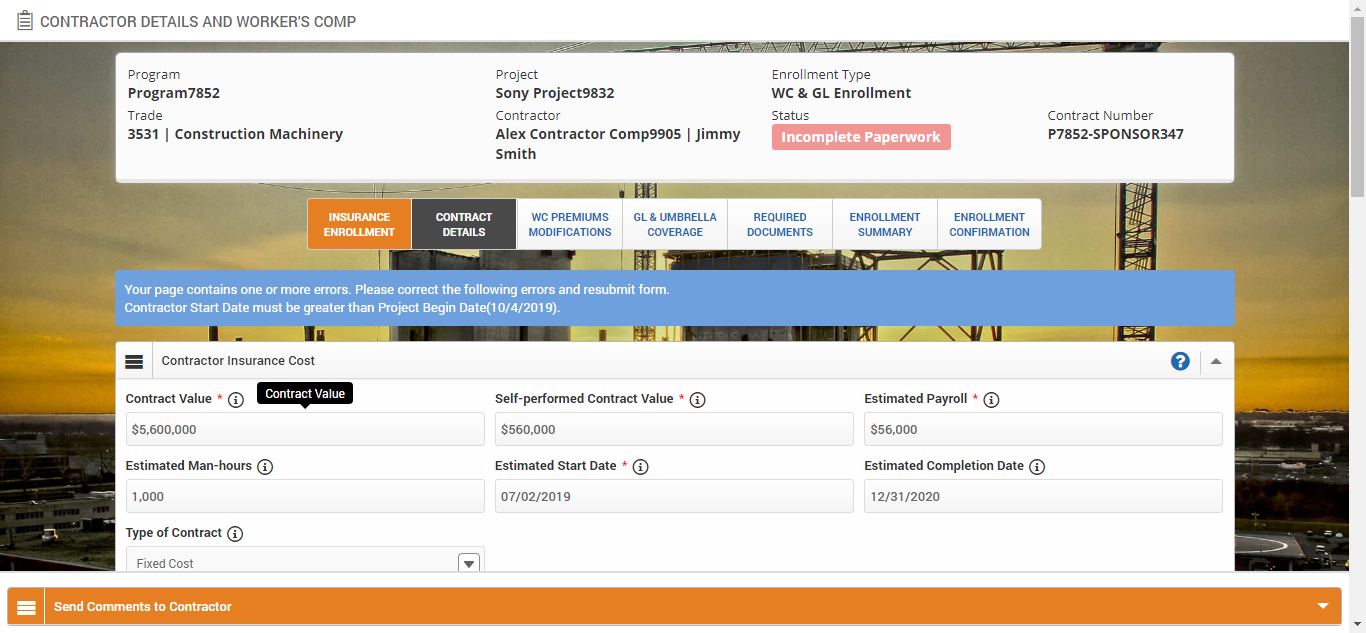 CONTRACTOR DETAILS AND WORKER'S COMP
Program
Program7852
Project
Sony Project9832
Enrollment Type
WC & GL Enrollment
Trade
3531 | Construction Machinery
Contractor
Alex Contractor Comp9905 | Jimmy
Smith
Status
Incomplete Paperwork
Contract Number
P7852-SPONSOR347
INSURANCE
ENROLLMENT
CONTRACT
DETAILS
WC PREMIUMS
MODIFICATIONS
GL & UMBRELLA
COVERAGE
REQUIRED
DOCUMENTS
ENROLLMENT
SUMMARY
ENROLLMENT
CONFIRMATION
Your page contains one or more errors. Please correct the following errors and resubmit form.
Contractor Start Date must be greater than Project Begin Date(10/4/2019).
Contractor Insurance Cost
?
Contract Value * i
Contract Value
$5,600,000
Self-performed Contract Value * i
$560,000
Estimated Payroll * i
$56,000
Estimated Man-hours i
1,000
Estimated Start Date * i
07/02/2019
Estimated Completion Date i
12/31/2020
Type of Contract i
Fixed Cost
Send Comments to Contractor